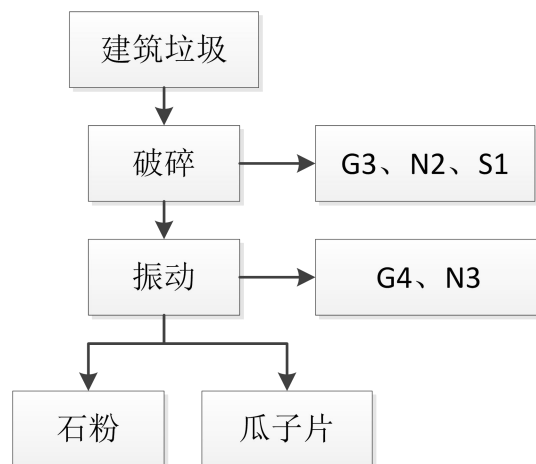 建筑垃圾
破碎
G3、N2、S1
振动
G4、N3
石粉
瓜子片